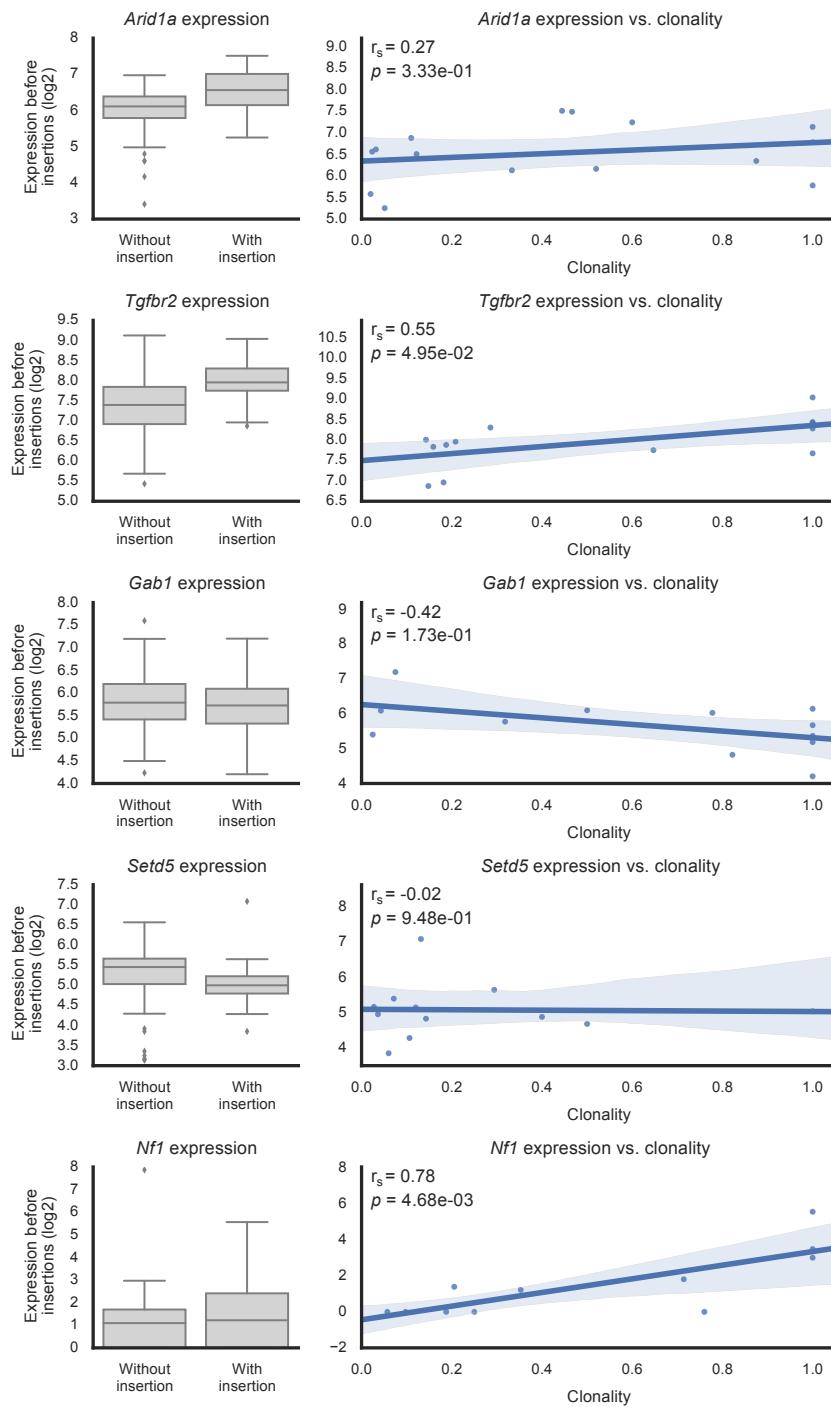 Arid1a expression
Expression before
insertions (log2)
8
7
6
5
4
3
Without
insertion
With
insertion
Arid1a expression vs. clonality
rs = 0.27
p = 3.33e-01
9.0
8.5
8.0
7.5
7.0
6.5
6.0
5.5
5.0
0.0 0.2 0.4 0.6 0.8 1.0
Clonality
Tgfbr2 expression
Expression before
insertions (log2)
9.5
9.0
8.5
8.0
7.5
7.0
6.5
6.0
5.5
5.0
Without
insertion
With
insertion
Tgfbr2 expression vs. clonality
rs = 0.55
p = 4.95e-02
10.5
10.0
9.5
9.0
8.5
8.0
7.5
7.0
6.5
0.0 0.2 0.4 0.6 0.8 1.0
Clonality
Gab1 expression
Expression before
insertions (log2)
8.0
7.5
7.0
6.5
6.0
5.5
5.0
4.5
4.0
Without
insertion
With
insertion
Gab1 expression vs. clonality
rs = -0.42
p = 1.73e-01
9
8
7
6
5
4
0.0 0.2 0.4 0.6 0.8 1.0
Clonality
Setd5 expression
Expression before
insertions (log2)
7.5
7.0
6.5
6.0
5.5
5.0
4.5
4.0
3.5
3.0
Without
insertion
With
insertion
Setd5 expression vs. clonality
rs = -0.02
p = 9.48e-01
8
7
6
5
4
0.0 0.2 0.4 0.6 0.8 1.0
Clonality
Nf1 expression
Expression before
insertions (log2)
8
7
6
5
4
3
2
1
0
Without
insertion
With
insertion
Nf1 expression vs. clonality
rs = 0.78
p = 4.68e-03
8
6
4
2
0
−2
0.0 0.2 0.4 0.6 0.8 1.0
Clonality